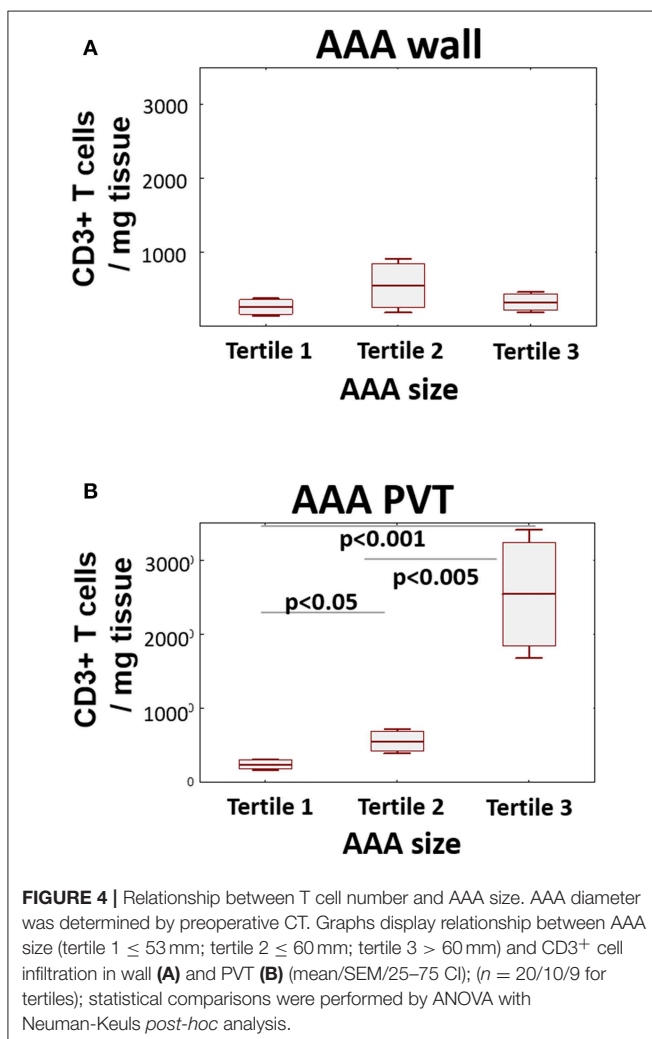 A
AAA wall
CD3+ T cells
/ mg tissue
3000
2000
1000
Tertile 1 Tertile 2 Tertile 3
AAA size
B
AAA PVT
CD3+ T cells
/ mg tissue
3000
2000
1000
0
p<0.001
p<0.005
p<0.05
Tertile 1 Tertile 2 Tertile 3
AAA size
FIGURE 4 | Relationship between T cell number and AAA size. AAA diameter
was determined by preoperative CT. Graphs display relationship between AAA
size (tertile 1 ≤ 53 mm; tertile 2 ≤ 60 mm; tertile 3 > 60 mm) and CD3+ cell
infiltration in wall (A) and PVT (B) (mean/SEM/25–75 CI); (n = 20/10/9 for
tertiles); statistical comparisons were performed by ANOVA with
Neuman-Keuls post-hoc analysis.